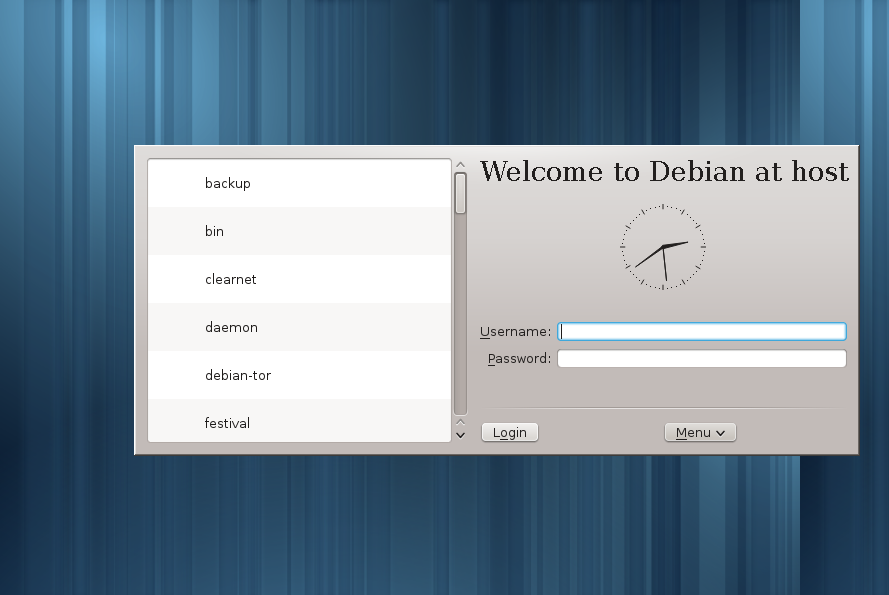 Welcome to Debian at host
backup
bin
clearnet
daemon
debian-tor
festival
Username:
Password:
Login
Menu